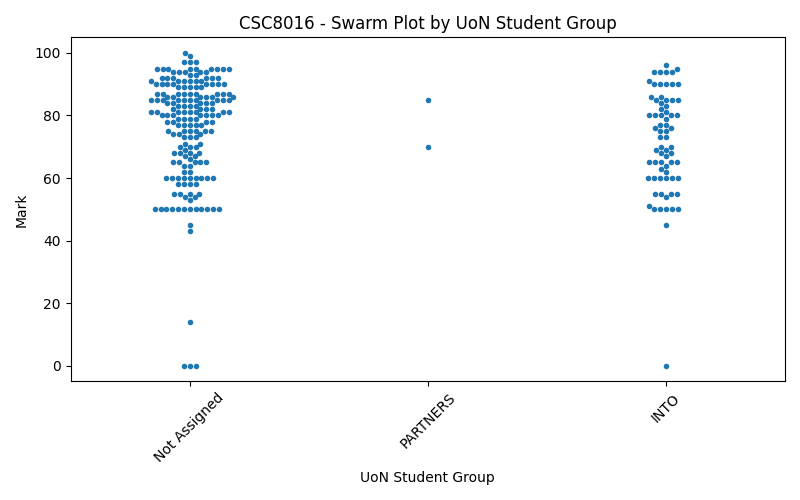 CSC8016 - Swarm Plot by UoN Student Group
100
80
60
40
20
0
Mark
Not Assigned
PARTNERS
INTO
UoN Student Group